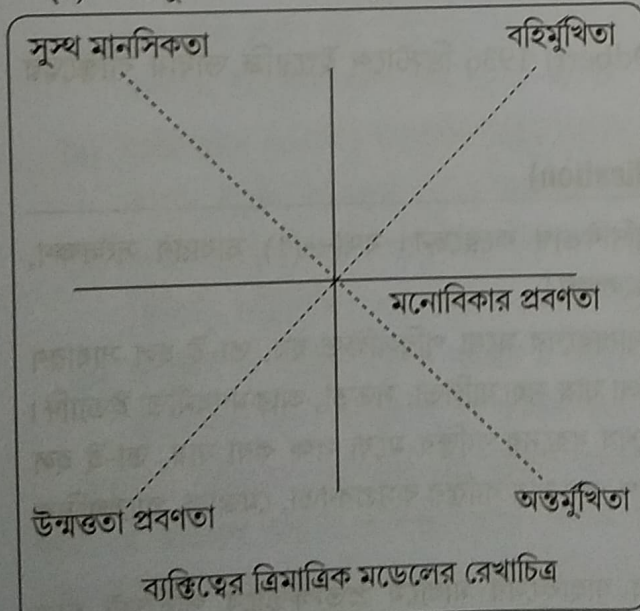 সুস্থ মানসিকতা
বহির্মুখিতা
মনোবিকার প্রবণতা
উন্মত্ততা প্রবণতা
অন্তর্মুখিতা
ব্যক্তিত্বের ত্রিমাত্রিক মডেলের রেখাচিত্র